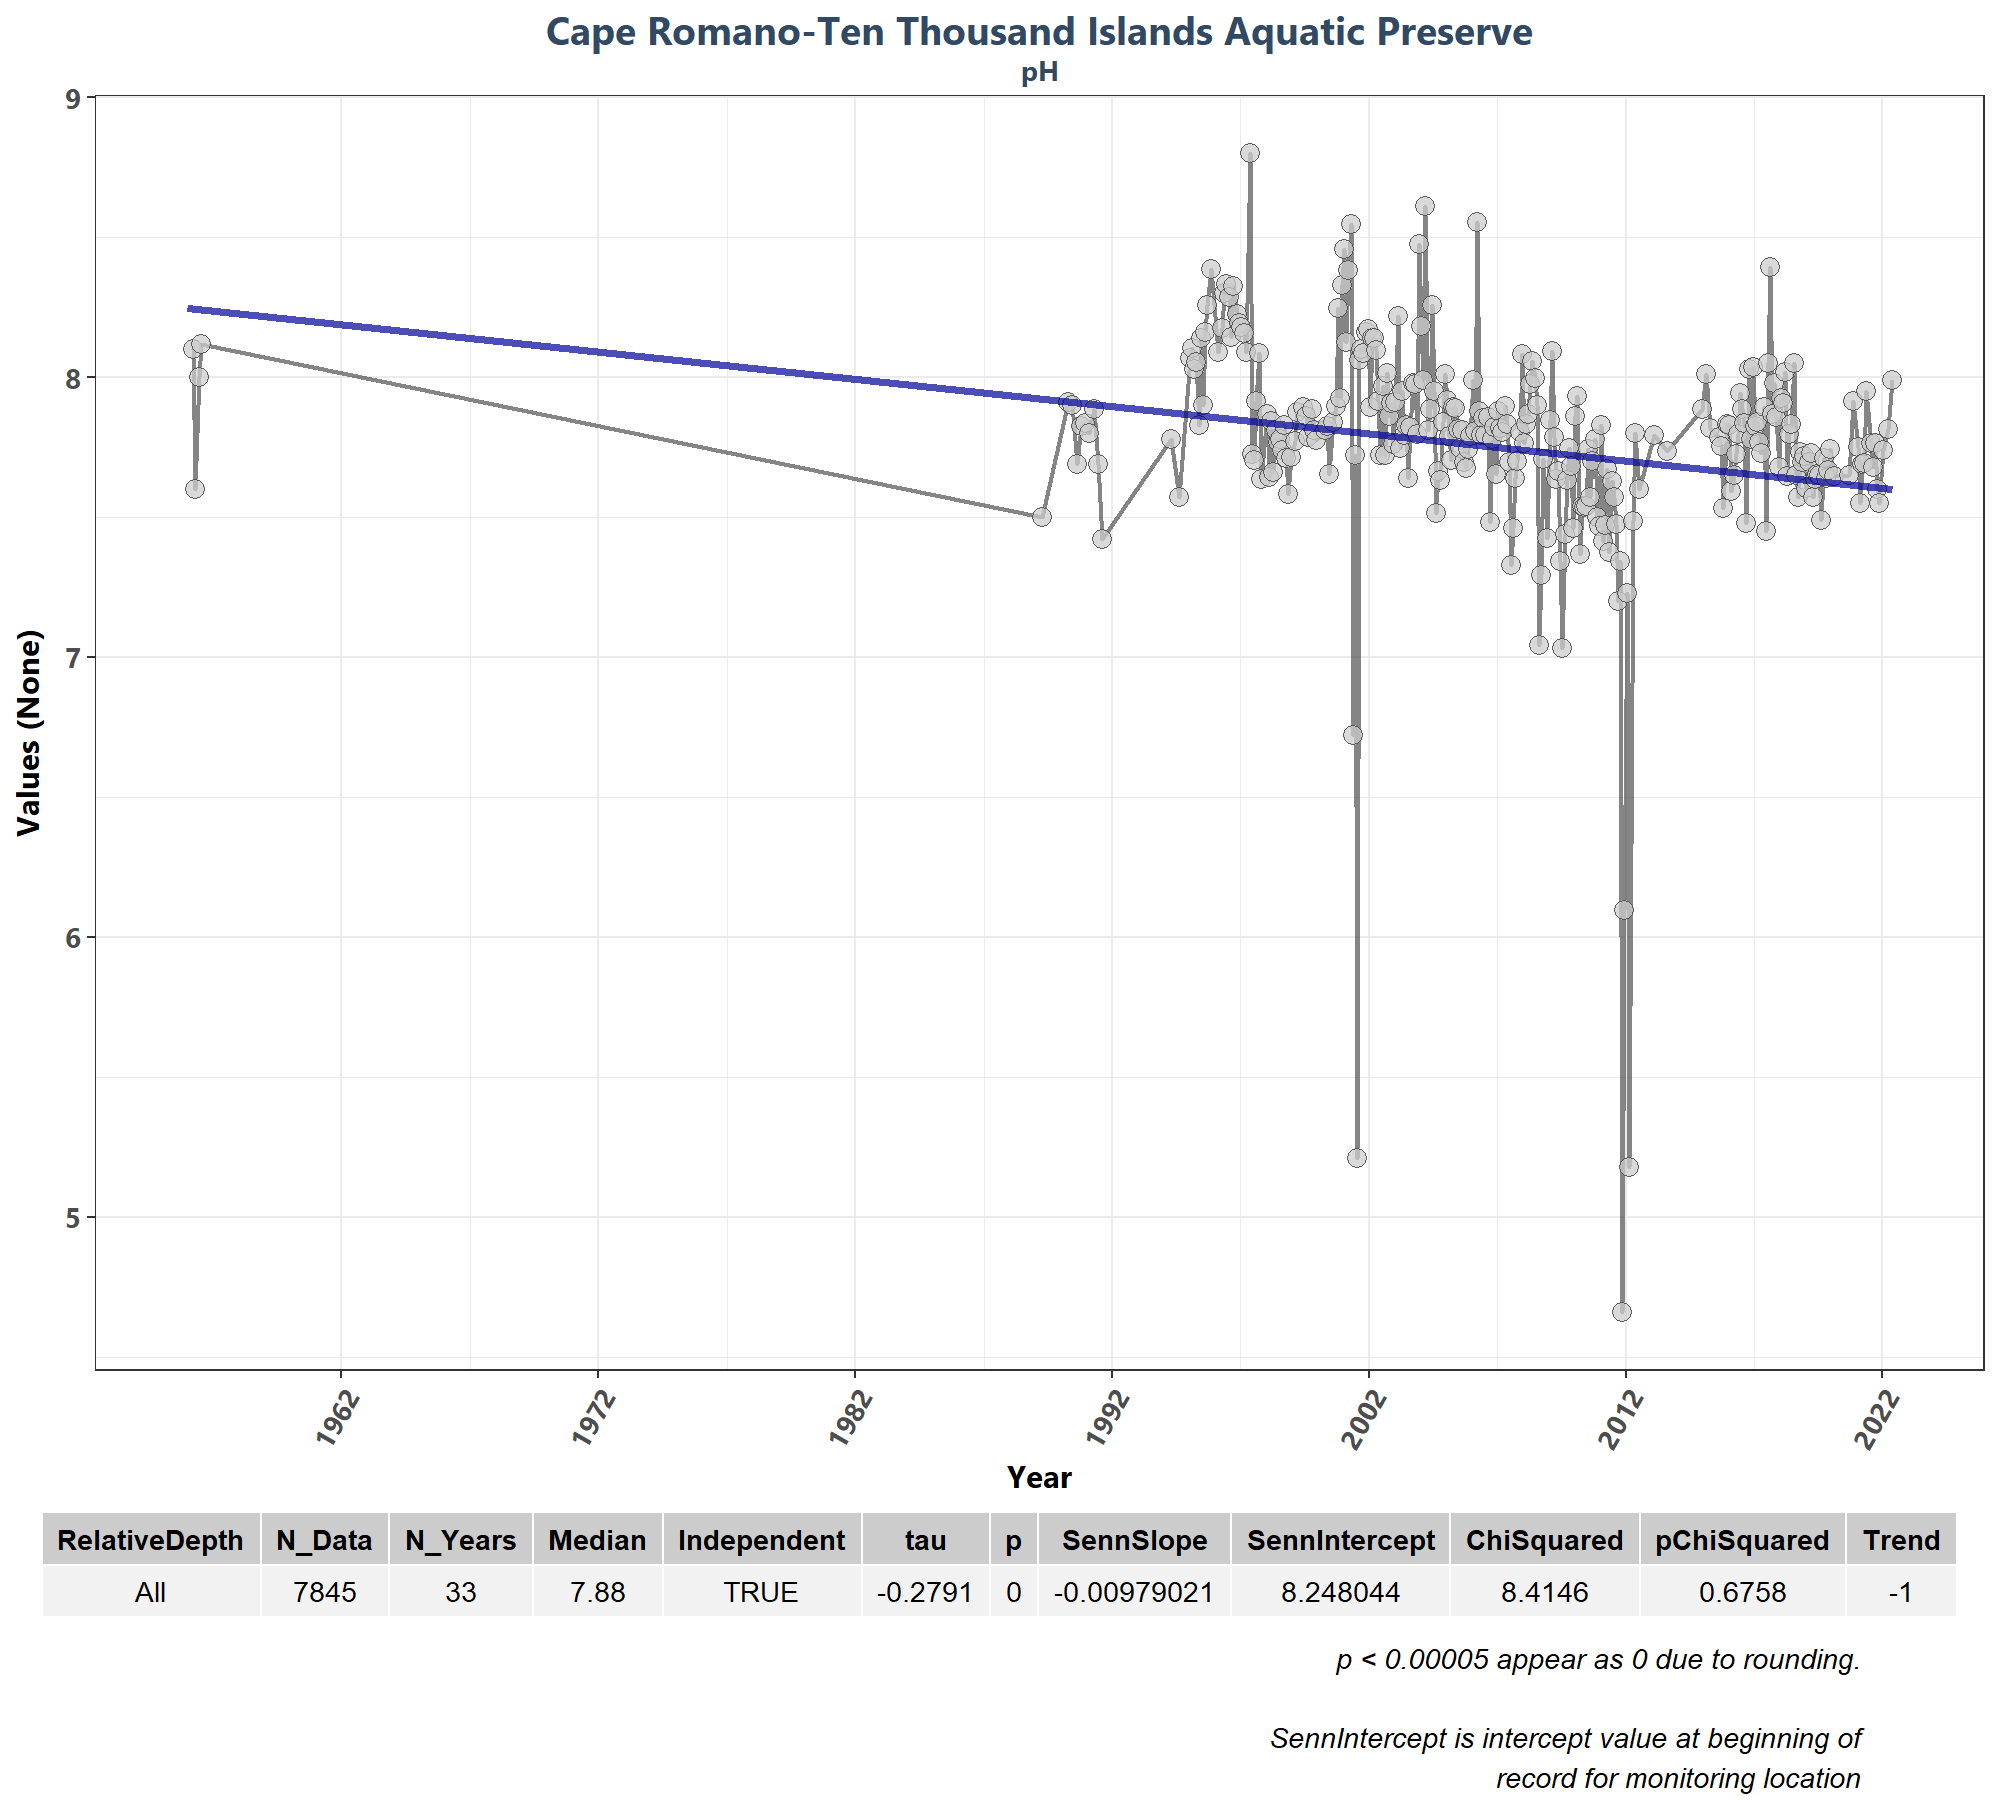 Cape Romano-Ten Thousand Islands Aquatic Preserve
pH
9
8
7
6
5
Values (None)
1962 1972 1982 1992 2002 2012 2022
Year
RelativeDepth N_Data N_Years Median Independent tau p SennSlope SennIntercept ChiSquared pChiSquared Trend
All 7845 33 7.88 TRUE -0.2791 0 -0.00979021 8.248044 8.4146 0.6758 -1
p < 0.00005 appear as 0 due to rounding.
SennIntercept is intercept value at beginning of
record for monitoring location